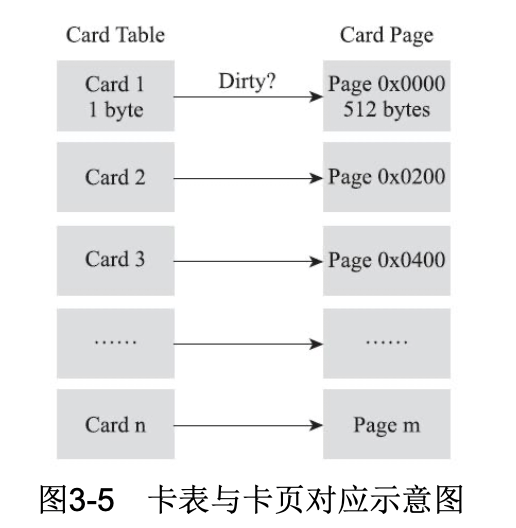 Card Table
Card Page
Card 1
1 byte
Dirty?
Page 0x0000
512 bytes
Card 2
Page 0x0200
Card 3
Page 0x0400
……
……
Card n
Page m
图3-5 卡表与卡页对应示意图